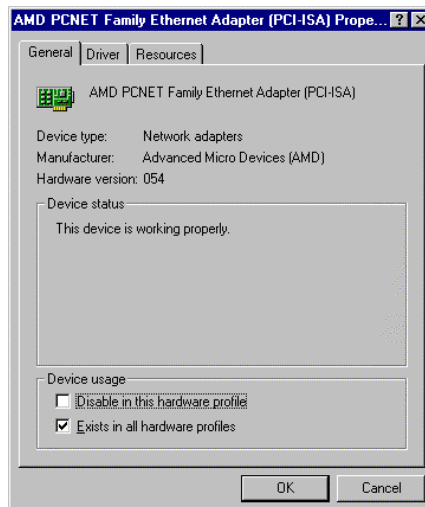 AMD PCNET Family Ethernet Adapter (PCI-ISA) Prope... ? ×
General Driver Resources
AMD PCNET Family Ethernet Adapter (PCI-ISA)
Device type: Network adapters
Manufacturer: Advanced Micro Devices (AMD)
Hardware version: 054
Device status
This device is working properly.
Device usage
Disable in this hardware profile
Exists in all hardware profiles
OK Cancel